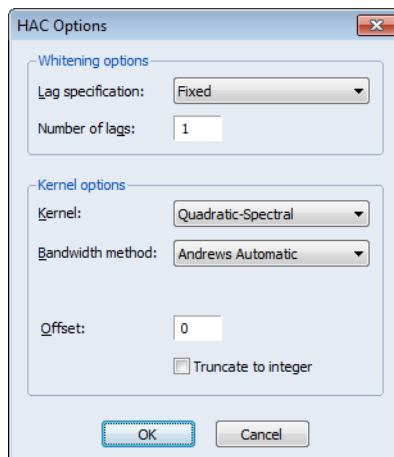 HAC Options
Whitening options
Lag specification: Fixed
Number of lags: 1
Kernel options
Kernel: Quadratic-Spectral
Bandwidth method: Andrews Automatic
Offset: 0
Truncate to integer
OK Cancel